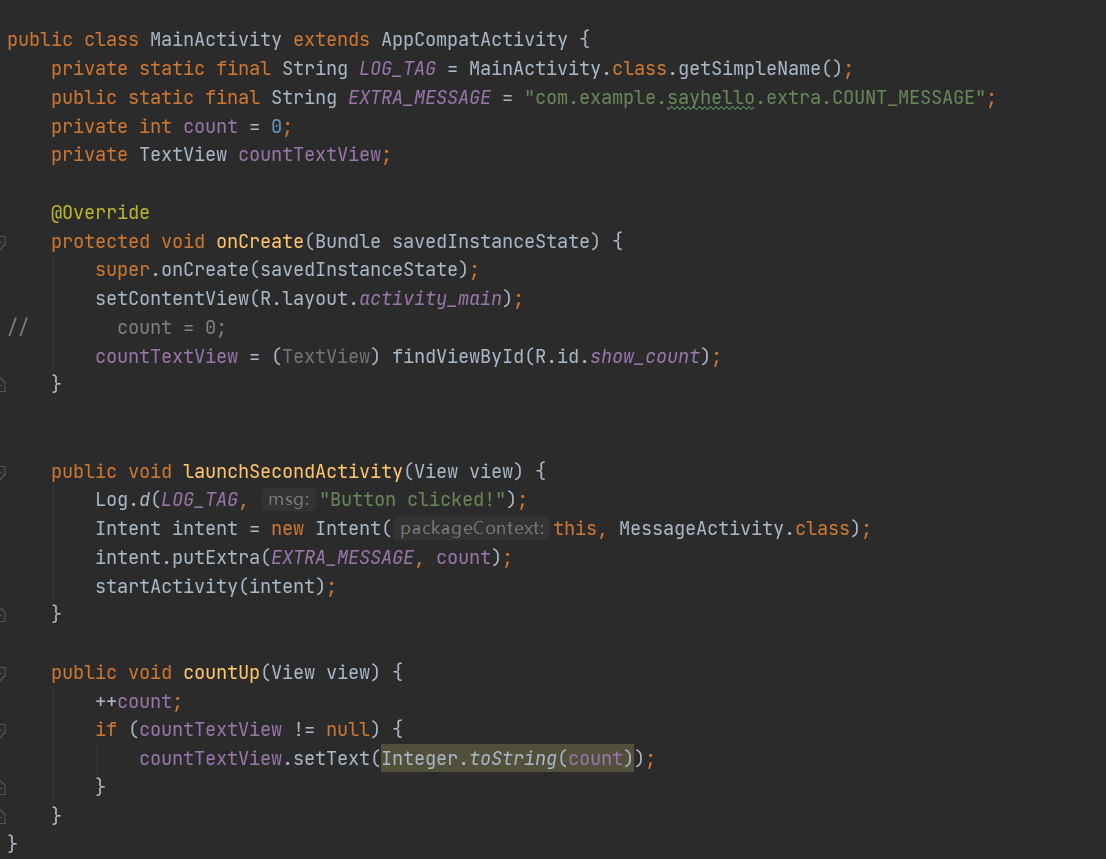 public class MainActivity extends AppCompatActivity {
    private static final String LOG_TAG = MainActivity.class.getSimpleName();
    public static final String EXTRA_MESSAGE = "com.example.sayhello.extra.COUNT_MESSAGE";
    private int count = 0;
    private TextView countTextView;
    @Override
    protected void onCreate(Bundle savedInstanceState) {
        super.onCreate(savedInstanceState);
        setContentView(R.layout.activity_main);
//        count = 0;
        countTextView = (TextView) findViewById(R.id.show_count);
    }
    public void launchSecondActivity(View view) {
        Log.d(LOG_TAG, msg: "Button clicked!");
        Intent intent = new Intent( packageContext: this, MessageActivity.class);
        intent.putExtra(EXTRA_MESSAGE, count);
        startActivity(intent);
    }
    public void countUp(View view) {
        ++count;
        if (countTextView != null) {
            countTextView.setText(Integer.toString(count));
        }
    }
}